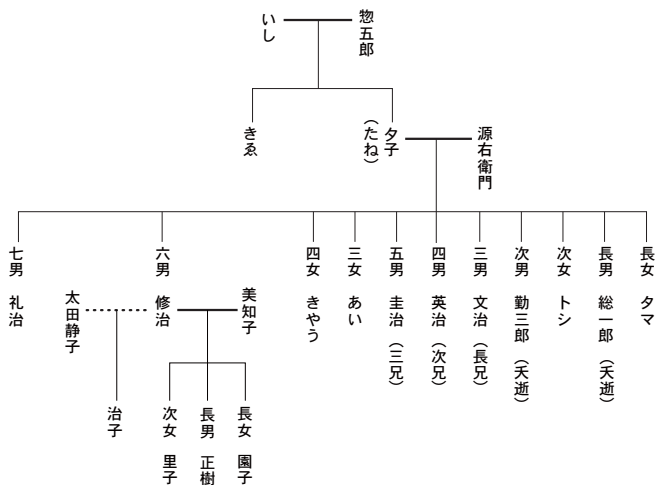 惣五郎
いし
源右衛門
夕子
（たね）
きゑ
長女 タマ
長男 総一郎（夭逝）
次女 トシ
次男 勤三郎（夭逝）
三男 文治（長兄）
四男 英治（次兄）
五男 圭治（三兄）
三女 あい
四女 きやう
美知子
六男 修治
太田静子
七男 礼治
長女 園子
長男 正樹
次女 里子
治子